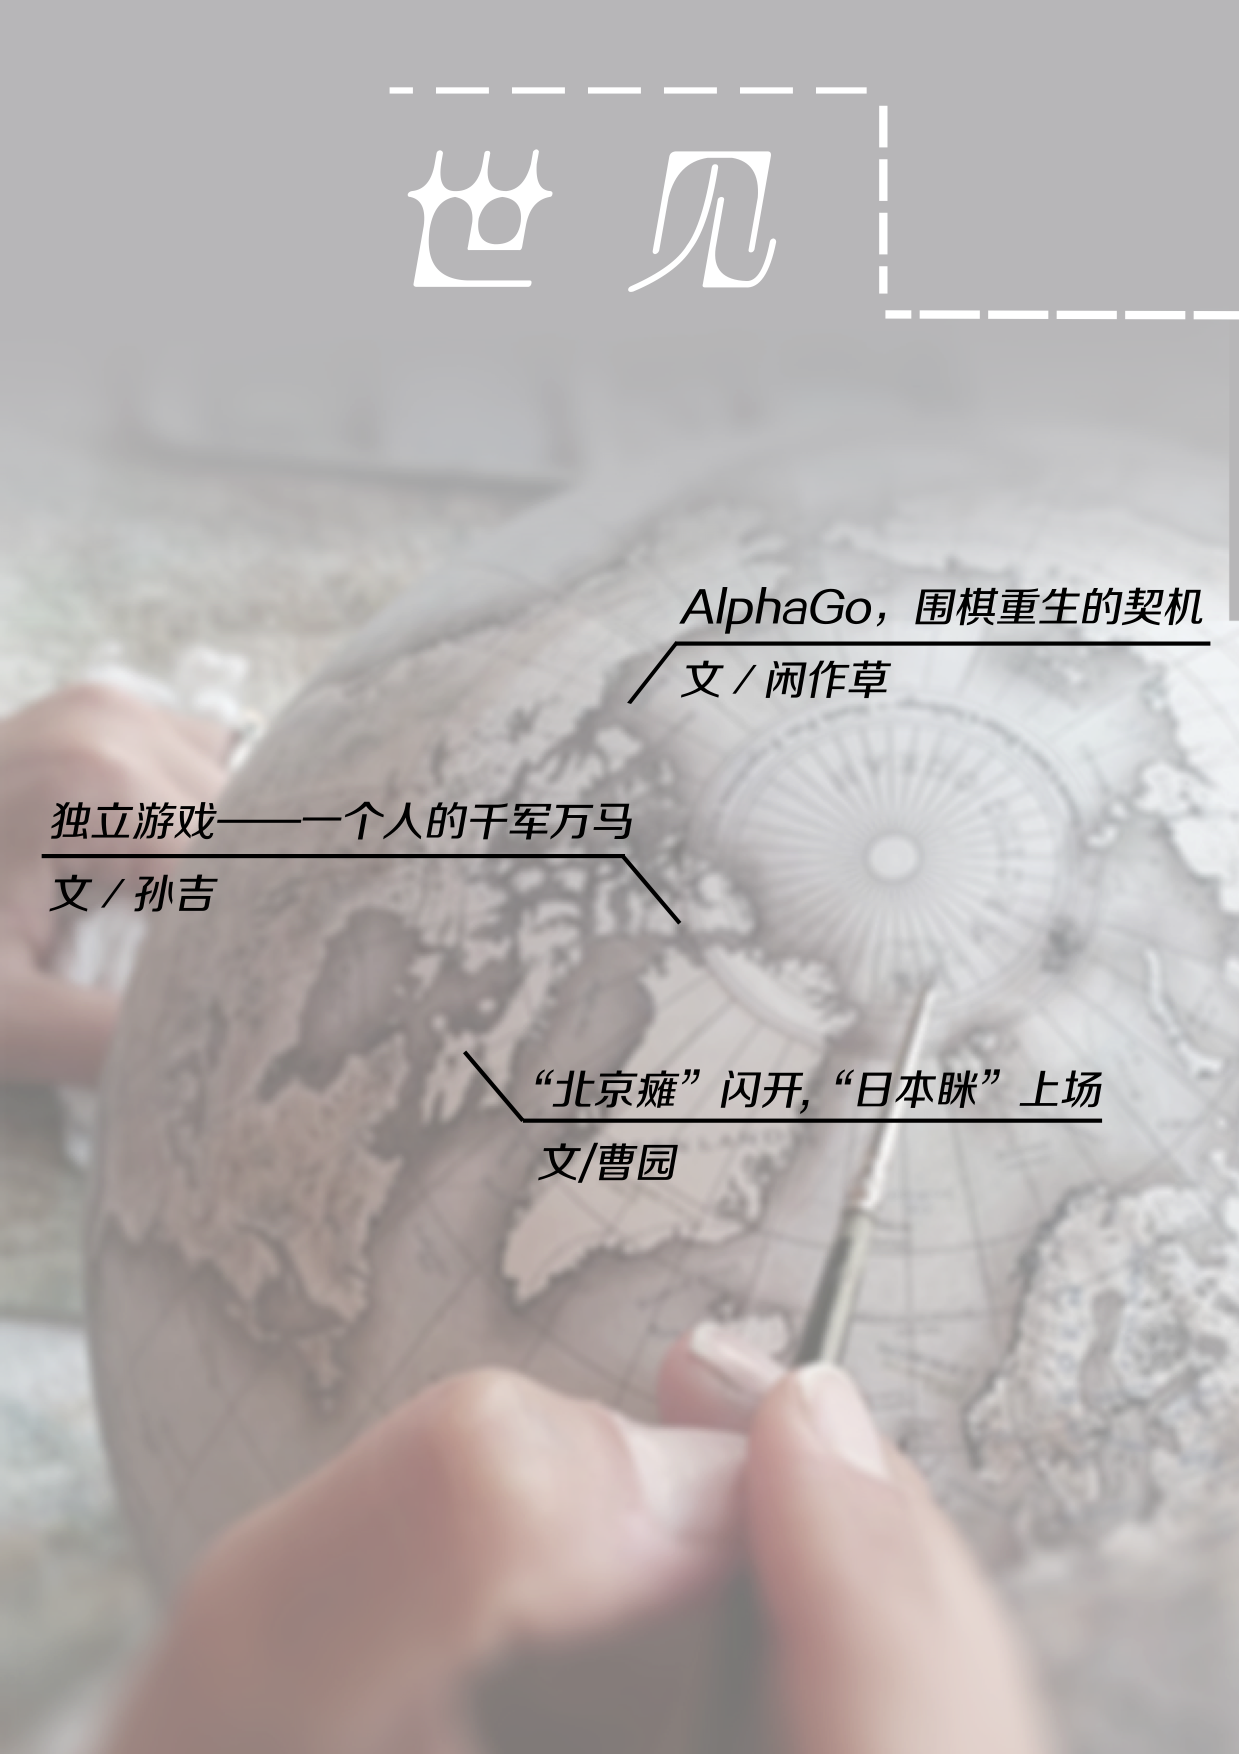 世见
AlphaGo，围棋重生的契机
文 / 闲作草
独立游戏——一个人的千军万马
文 / 孙吉
“北京瘫”闪开,“日本眯”上场
文/曹园